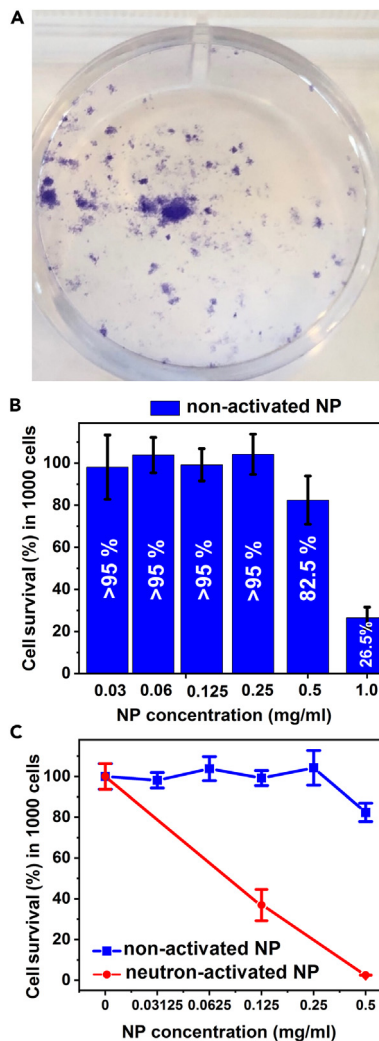 A
B
non-activated NP
Cell survival (%) in 1000 cells
100
80
60
40
20
0
>95 %
>95 %
>95 %
>95 %
82.5 %
26.5%
0.03 0.06 0.125 0.25 0.5 1.0
NP concentration (mg/ml)
C
Cell survival (%) in 1000 cells
100
80
60
40
20
0
non-activated NP
neutron-activated NP
0 0.03125 0.0625 0.125 0.25 0.5
NP concentration (mg/ml)